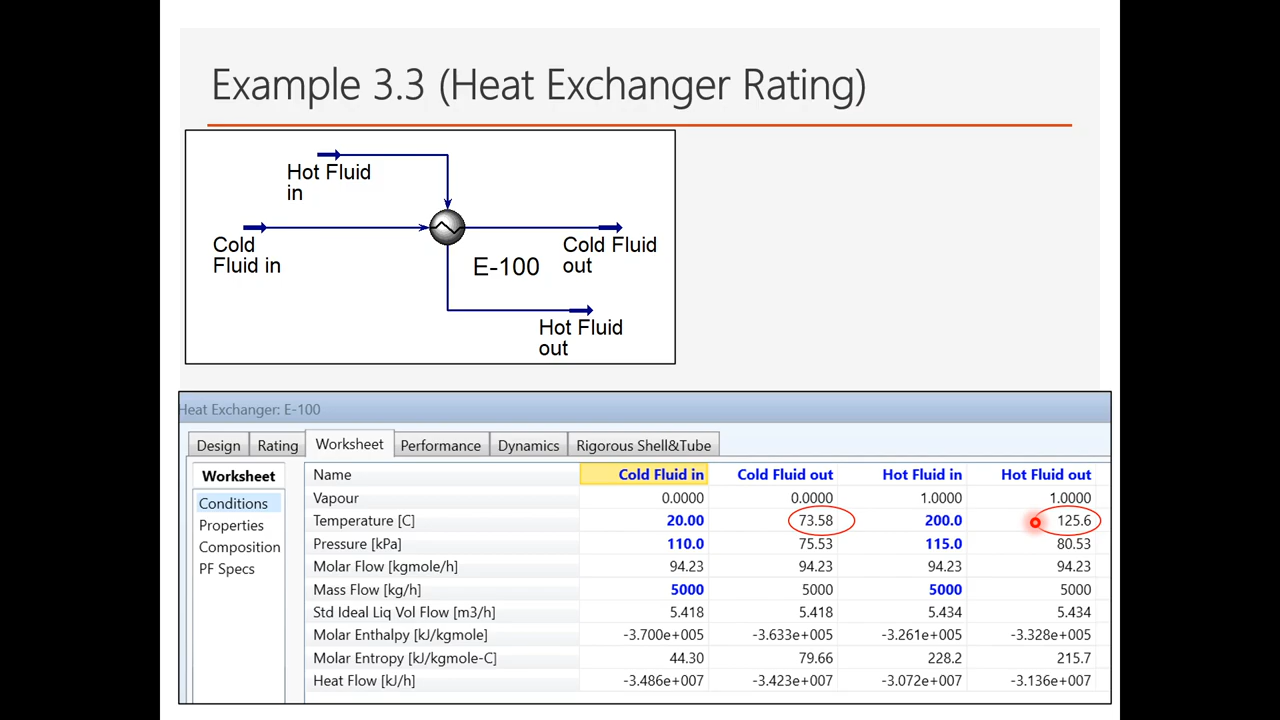 Example 3.3 (Heat Exchanger Rating)
Hot Fluid
in
Cold
Fluid in
E-100
Cold Fluid
out
Hot Fluid
out
Heat Exchanger: E-100
Design Rating Worksheet Performance Dynamics Rigorous Shell&Tube
Worksheet
Conditions
Properties
Composition
PF Specs
Name Cold Fluid in Cold Fluid out Hot Fluid in Hot Fluid out
Vapour 0.0000 0.0000 1.0000 1.0000
Temperature [C] 20.00 73.58 200.0 125.6
Pressure [kPa] 110.0 75.53 115.0 80.53
Molar Flow [kgmole/h] 94.23 94.23 94.23 94.23
Mass Flow [kg/h] 5000 5000 5000 5000
Std Ideal Liq Vol Flow [m3/h] 5.418 5.418 5.434 5.434
Molar Enthalpy [kJ/kgmole] -3.700e+005 -3.633e+005 -3.261e+005 -3.328e+005
Molar Entropy [kJ/kgmole-C] 44.30 79.66 228.2 215.7
Heat Flow [kJ/h] -3.486e+007 -3.423e+007 -3.072e+007 -3.136e+007